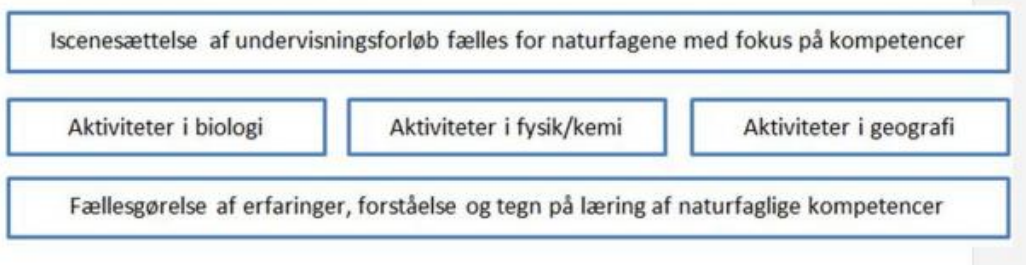 Iscenesættelse af undervisningsforløb fælles for naturfagene med fokus på kompetencer
Aktiviteter i biologi
Aktiviteter i fysik/kemi
Aktiviteter i geografi
Fællesgørelse af erfaringer, forståelse og tegn på læring af naturfaglige kompetencer